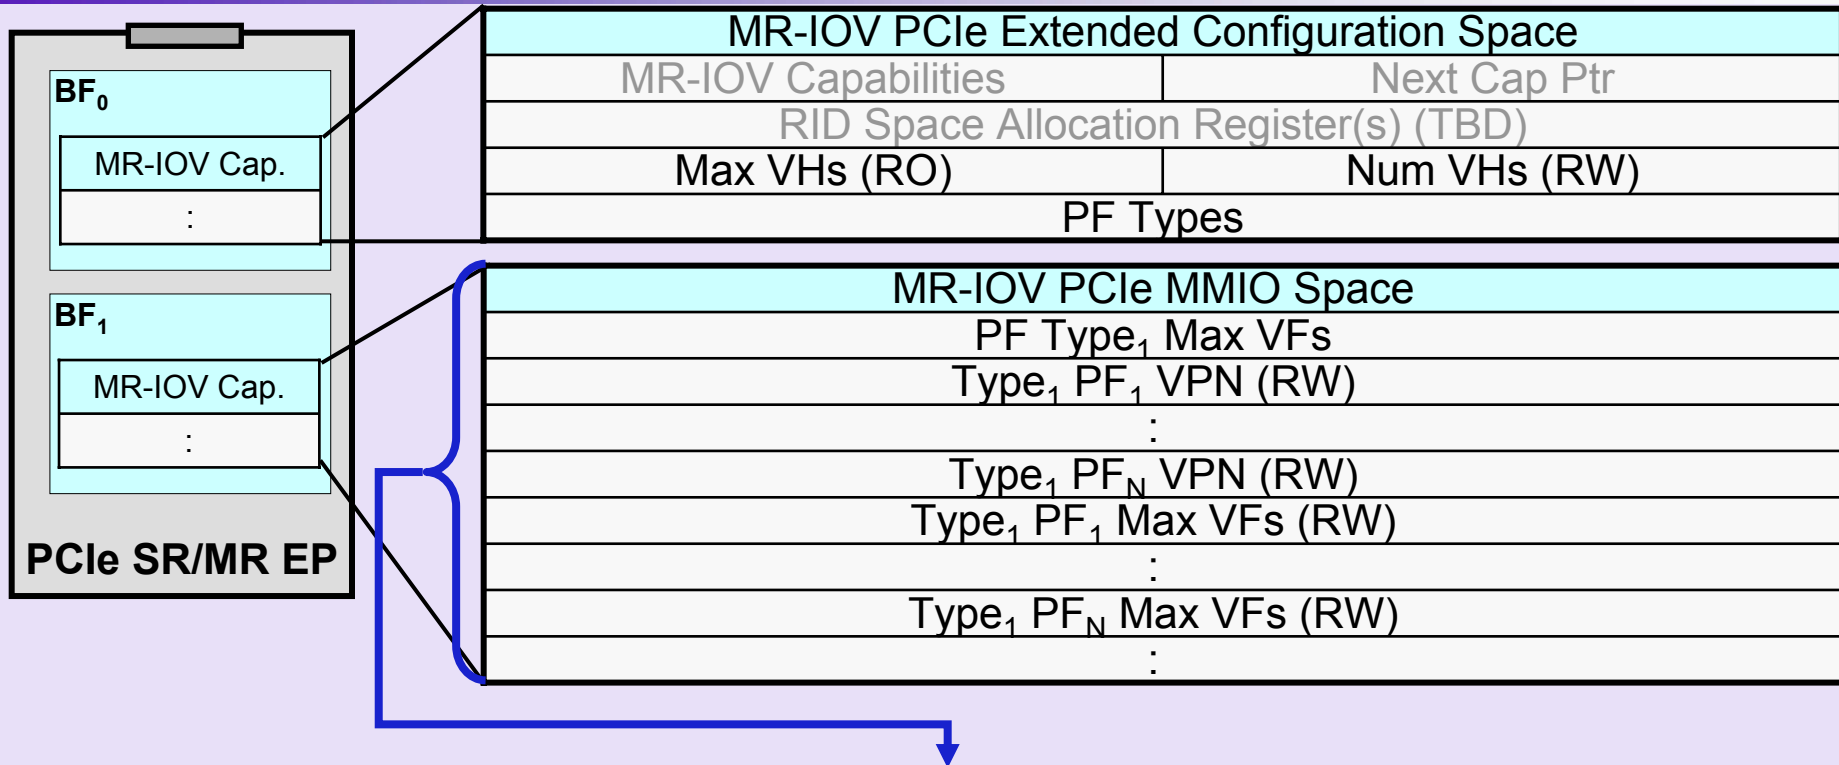 BF0
MR-IOV Cap.
:
BF1
MR-IOV Cap.
:
PCIe SR/MR EP
MR-IOV PCIe Extended Configuration Space
MR-IOV Capabilities Next Cap Ptr
RID Space Allocation Register(s) (TBD)
Max VHs (RO) Num VHs (RW)
PF Types
MR-IOV PCIe MMIO Space
PF Type1 Max VFs
Type1 PF1 VPN (RW)
:
Type1 PFN VPN (RW)
Type1 PF1 Max VFs (RW)
:
Type1 PFN Max VFs (RW)
: